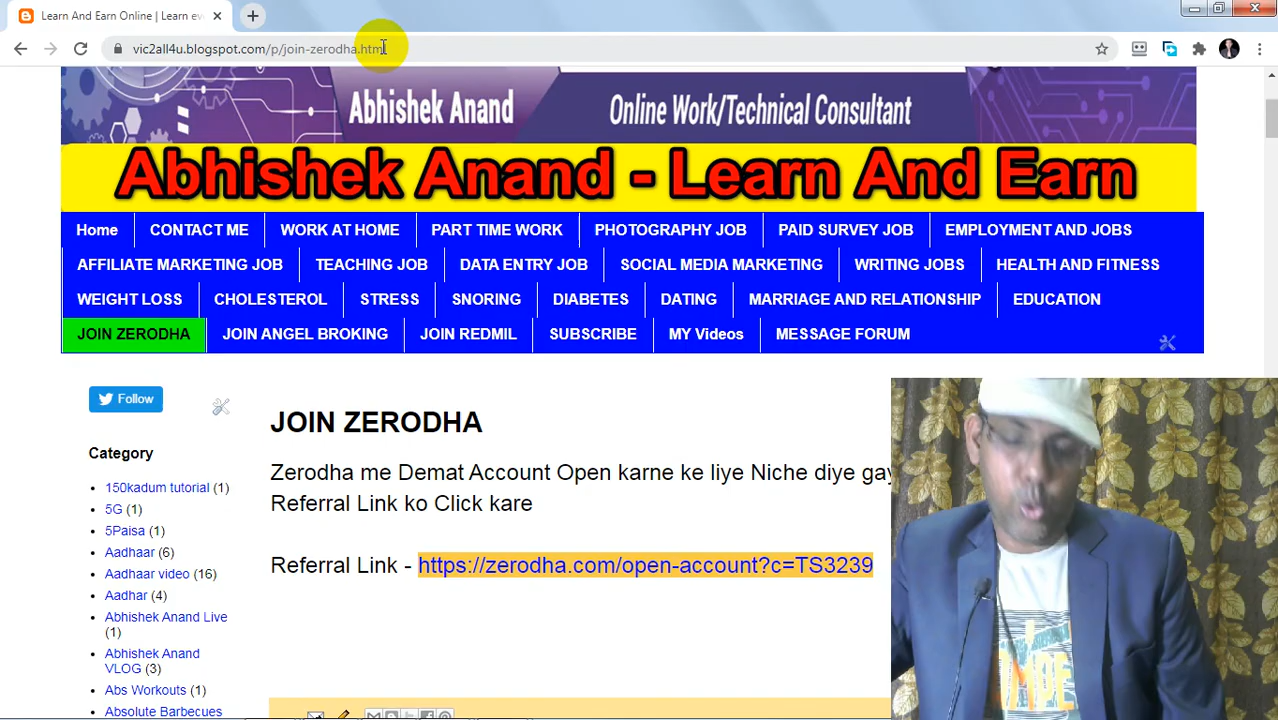 Learn And Earn Online | Learn ev
vic2all4u.blogspot.com/p/join-zerodha.html
Abhishek Anand
Online Work/Technical Consultant
Abhishek Anand - Learn And Earn
Home CONTACT ME WORK AT HOME PART TIME WORK PHOTOGRAPHY JOB PAID SURVEY JOB EMPLOYMENT AND JOBS
AFFILIATE MARKETING JOB TEACHING JOB DATA ENTRY JOB SOCIAL MEDIA MARKETING WRITING JOBS HEALTH AND FITNESS
WEIGHT LOSS CHOLESTEROL STRESS SNORING DIABETES DATING MARRIAGE AND RELATIONSHIP EDUCATION
JOIN ZERODHA JOIN ANGEL BROKING JOIN REDMIL SUBSCRIBE MY Videos MESSAGE FORUM
Follow
Category
150kadum tutorial (1)
5G (1)
5Paisa (1)
Aadhaar (6)
Aadhaar video (16)
Aadhar (4)
Abhishek Anand Live
(1)
Abhishek Anand
VLOG (3)
Abs Workouts (1)
Absolute Barbecues
JOIN ZERODHA
Zerodha me Demat Account Open karne ke liye Niche diye gay
Referral Link ko Click kare
Referral Link - https://zerodha.com/open-account?c=TS3239